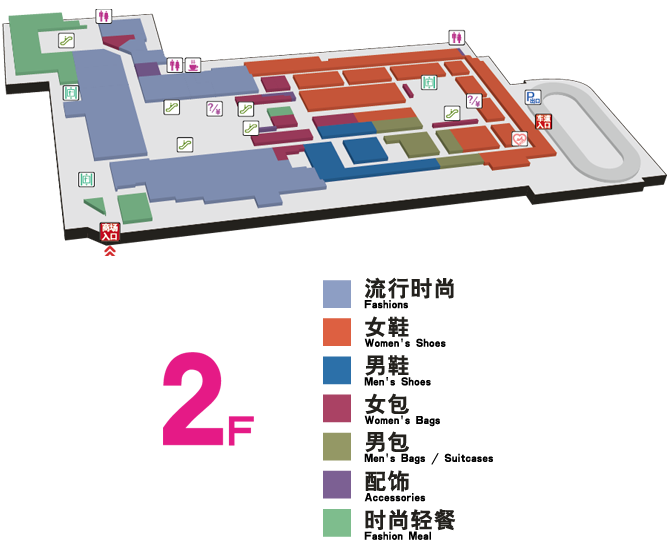 ?
?
P
出口
车道
入口
商场
入口
2F
流行时尚
Fashions
女鞋
Women's Shoes
男鞋
Men's Shoes
女包
Women's Bags
男包
Men's Bags / Suitcases
配饰
Accessories
时尚轻餐
Fashion Meal